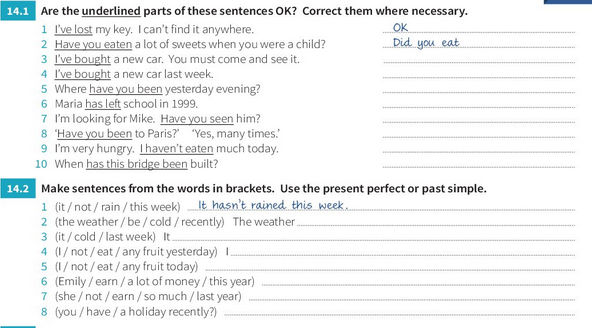 14.1 Are the underlined parts of these sentences OK? Correct them where necessary.
1 I've lost my key. I can't find it anywhere. OK
2 Have you eaten a lot of sweets when you were a child? Did you eat
3 I've bought a new car. You must come and see it.
4 I've bought a new car last week.
5 Where have you been yesterday evening?
6 Maria has left school in 1999.
7 I'm looking for Mike. Have you seen him?
8 'Have you been to Paris?' 'Yes, many times.'
9 I'm very hungry. I haven't eaten much today.
10 When has this bridge been built?
14.2 Make sentences from the words in brackets. Use the present perfect or past simple.
1 (it / not / rain / this week) It hasn't rained this week.
2 (the weather / be / cold / recently) The weather
3 (it / cold / last week) It
4 (I / not / eat / any fruit yesterday) I
5 (I / not / eat / any fruit today)
6 (Emily / earn / a lot of money / this year)
7 (she / not / earn / so much / last year)
8 (you / have / a holiday recently?)